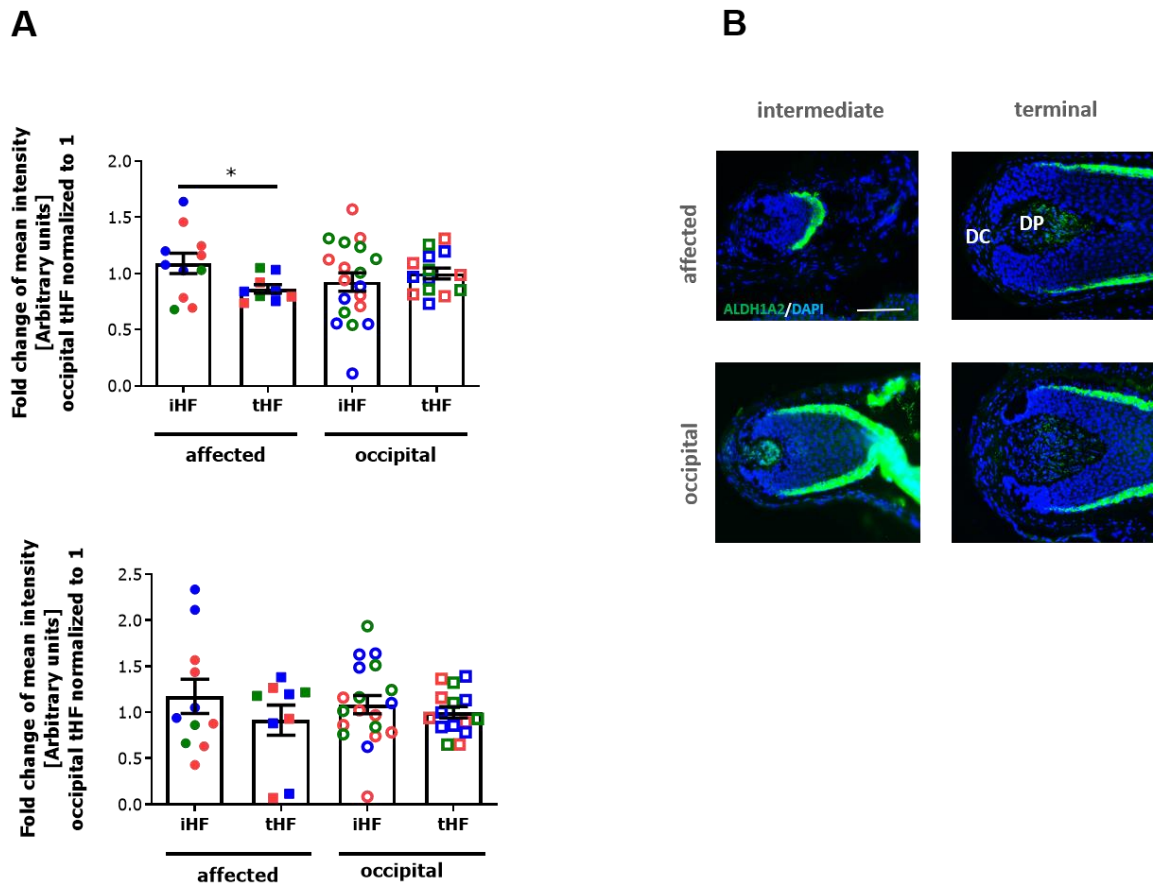 A
Fold change of mean intensity
[Arbitrary units]
occipital tHF normalized to 1
2.0
1.5
1.0
0.5
0.0
*
iHF tHF iHF tHF
affected occipital
Fold change of mean intensity
[Arbitrary units]
occipital tHF normalized to 1
2.5
2.0
1.5
1.0
0.5
0.0
iHF tHF iHF tHF
affected occipital
B
intermediate terminal
affected
ALDH1A2/DAPI
DC DP
occipital